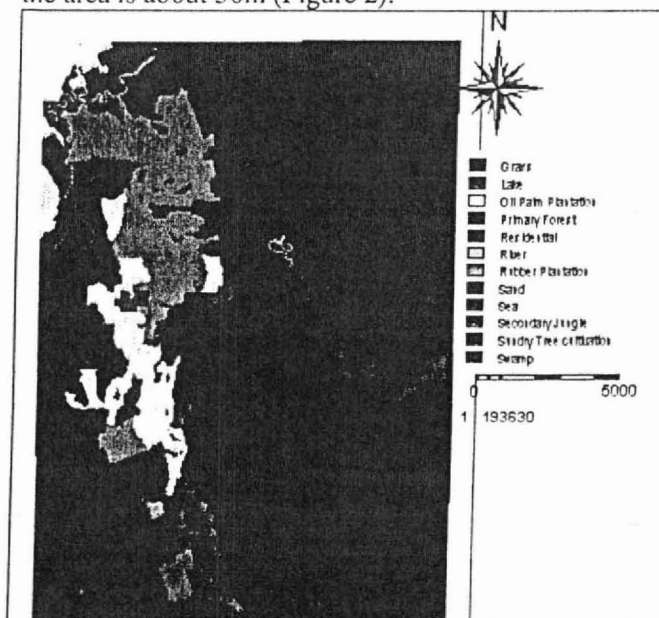 the area is about 50m (Figure 2).
N
Grass
Lake
Oil Palm Plantation
Primary Forest
Residential
River
Rubber Plantation
Sand
Sea
Secondary Jungle
Sundry Tree cultivation
Swamp
0 5000
1 193630